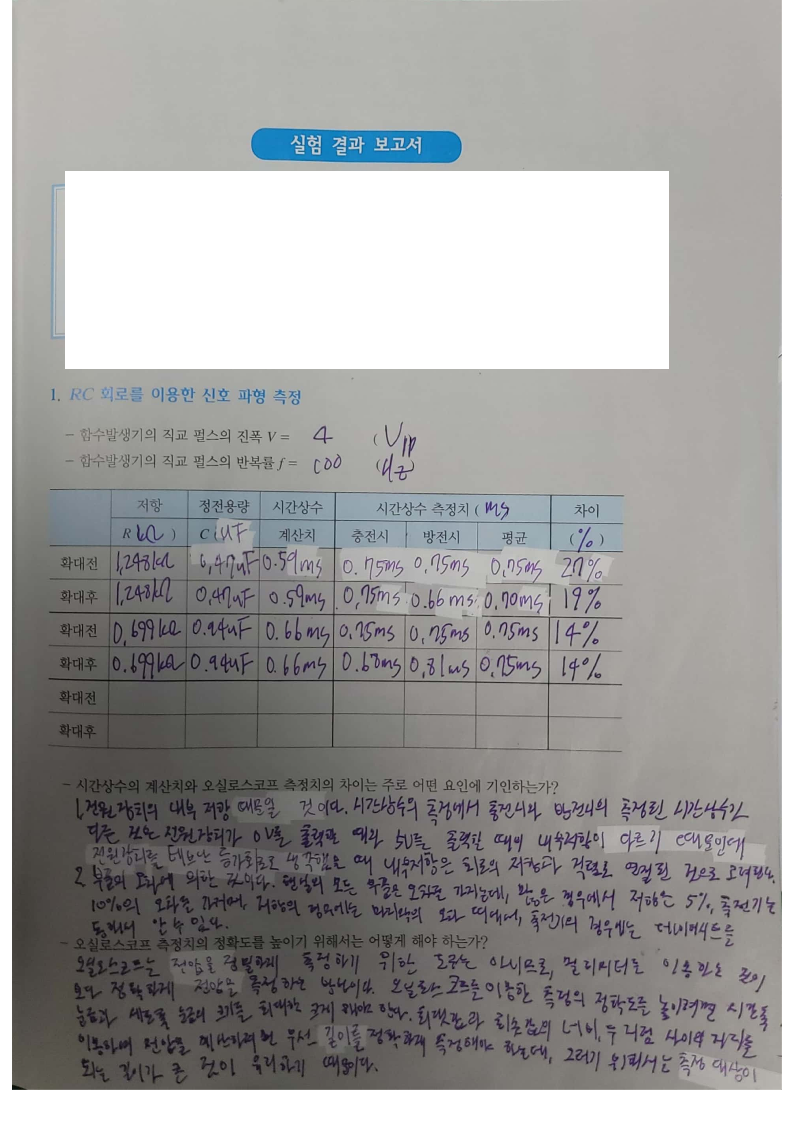 실험 결과 보고서
1. RC 회로를 이용한 신호 파형 측정
- 함수발생기의 직교 펄스의 진폭 V = 4 (Vpp
- 함수발생기의 직교 펄스의 반복률 f = 100 (Hz)
저항 정전용량 시간상수 시간상수 측정치 (ms 차이
R kΩ ) C uF 계산치 충전시 방전시 평균 (%)
확대전 1.248kΩ 0.47uF 0.59ms 0.75ms 0.75ms 0.75ms 27%
확대후 1.248kΩ 0.47uF 0.59ms 0.75ms 0.66ms 0.70ms 19%
확대전 0.699kΩ 0.94uF 0.66ms 0.75ms 0.75ms 0.75ms 14%
확대후 0.699kΩ 0.94uF 0.66ms 0.68ms 0.81ms 0.75ms 14%
확대전
확대후
- 시간상수의 계산치와 오실로스코프 측정치의 차이는 주로 어떤 요인에 기인하는가?
1. 전원장치의 내부 저항 때문일 것이다. 시간상수의 측정에서 충전시와 방전시의 측정된 시간상수가
다른 것은 전원장치가 0V를 출력할 때와 5V를 출력할 때의 내부저항이 다르기 때문인데
전원장치를 테브난 등가회로로 생각했을 때 내부저항은 회로의 저항과 직렬로 연결된 것으로 고려된다.
2. 부품의 오차에 의한 것이다. 현실의 모든 부품은 오차를 가지는데, 많은 경우에서 저항은 5%, 축전기는
10%의 오차를 가지며, 저항의 경우에는 마지막의 오차 띠에서, 축전기의 경우에는 데이터시트를
통해서 알 수 있다.
- 오실로스코프 측정치의 정확도를 높이기 위해서는 어떻게 해야 하는가?
오실로스코프는 전압을 정밀하게 측정하기 위한 도구는 아니므로, 멀티미터를 이용하는 것이
보다 정확하게 전압을 측정하는 방법이다. 오실로스코프를 이용한 측정의 정확도를 높이려면 시간축
눈금과 세로축 눈금의 크기를 최대한 크게 해야 한다. 최댓값과 최솟값의 너비, 두 지점 사이의 거리를
이용하여 전압을 계산하려면 우선 길이를 정확하게 측정해야 하는데, 그러기 위해서는 측정 대상이
되는 길이가 큰 것이 유리하기 때문이다.